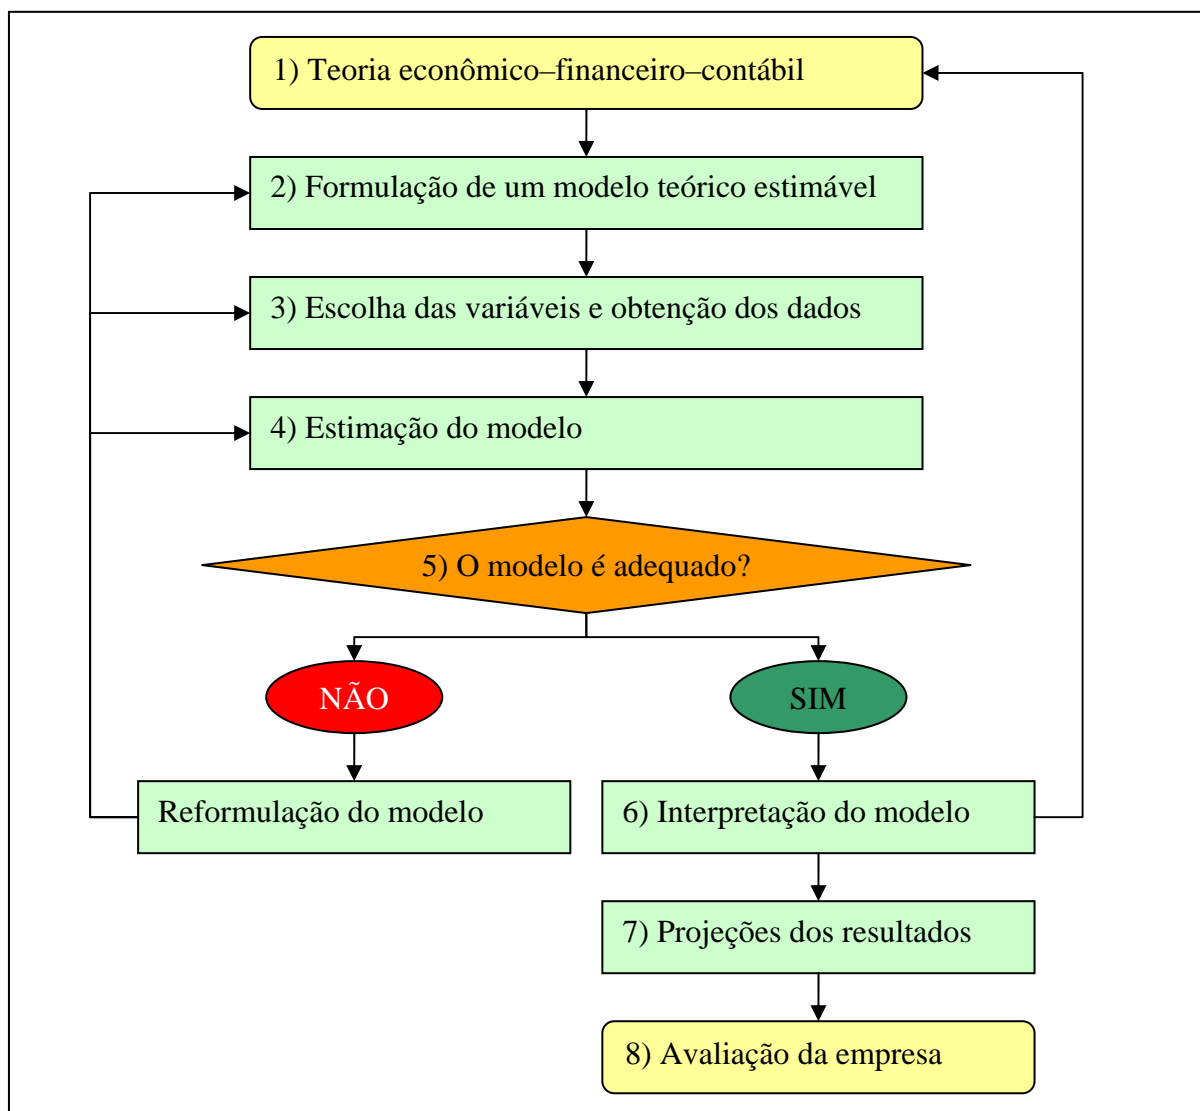 1) Teoria econômico–financeiro–contábil
2) Formulação de um modelo teórico estimável
3) Escolha das variáveis e obtenção dos dados
4) Estimação do modelo
5) O modelo é adequado?
NÃO
SIM
Reformulação do modelo
6) Interpretação do modelo
7) Projeções dos resultados
8) Avaliação da empresa